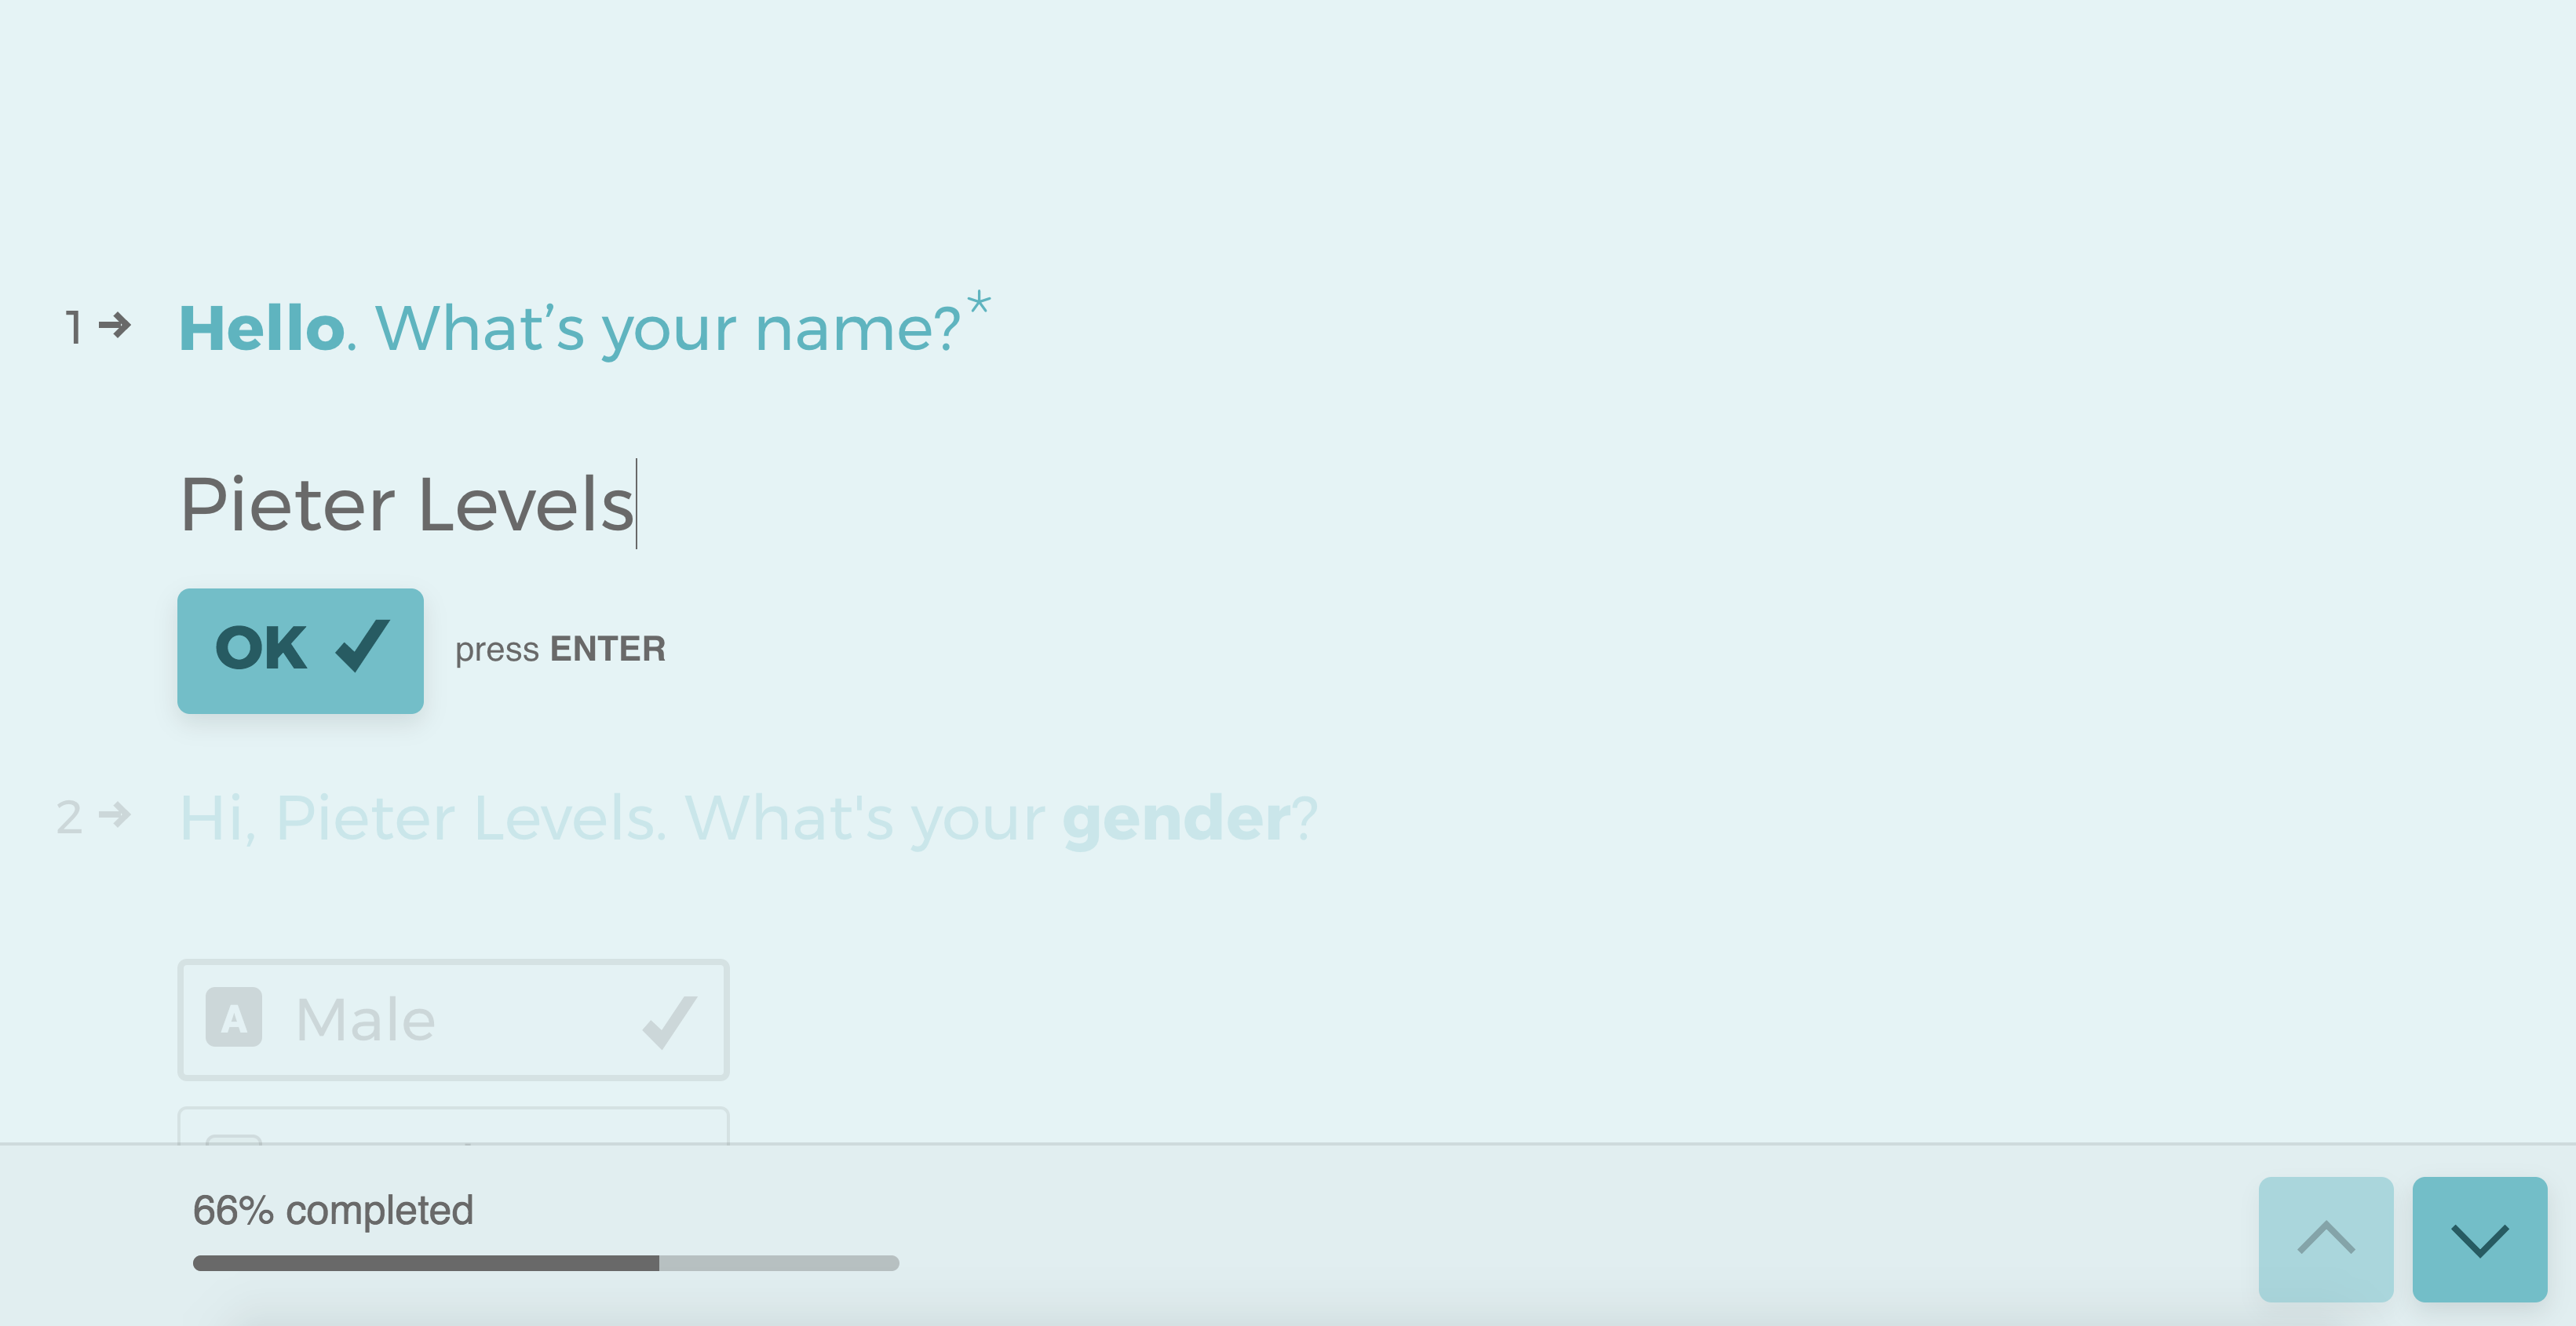 1 → Hello. What’s your name?*
Pieter Levels
OK ✔ press ENTER
2 → Hi, Pieter Levels. What's your gender?
A Male ✔
66% completed